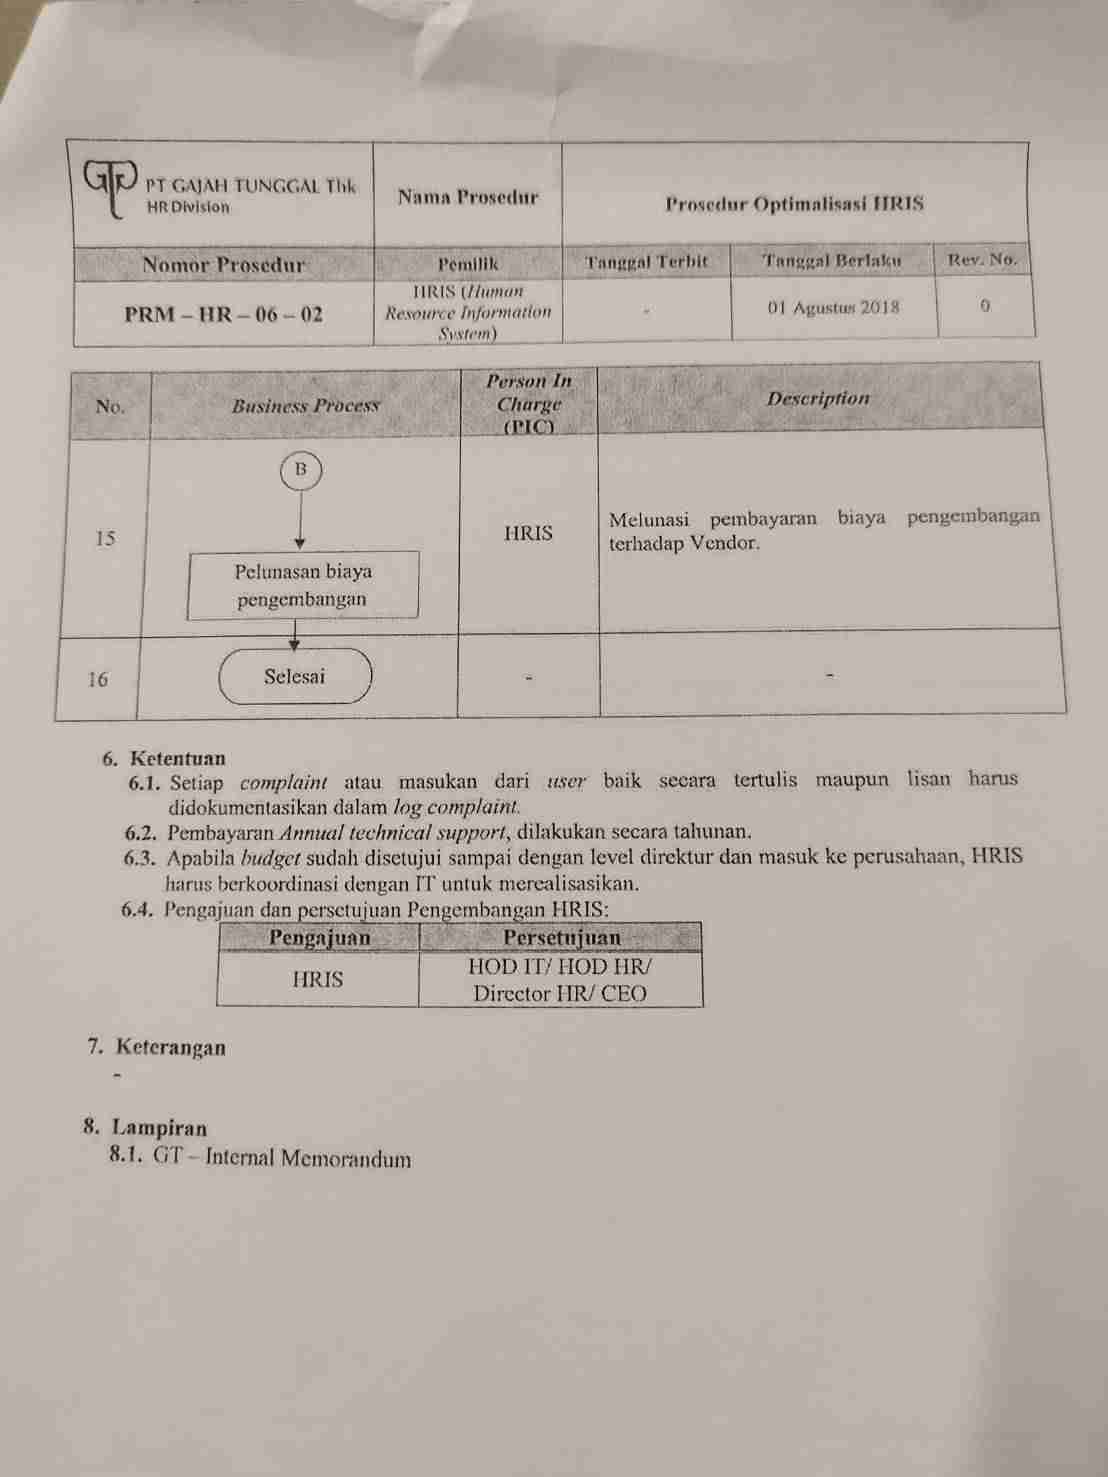 PT GAJAH TUNGGAL Tbk
HR Division
Nama Prosedur
Prosedur Optimalisasi HRIS
Nomor Prosedur
Pemilik
Tanggal Terbit
Tanggal Berlaku
Rev. No.
PRM – HR – 06 – 02
HRIS (Human
Resource Information
System)
-
01 Agustus 2018
0
No.
Business Process
Person In
Charge
(PIC)
Description
B
15
Pelunasan biaya
pengembangan
HRIS
Melunasi pembayaran biaya pengembangan
terhadap Vendor.
16
Selesai
-
-
6. Ketentuan
6.1. Setiap complaint atau masukan dari user baik secara tertulis maupun lisan harus
didokumentasikan dalam log complaint.
6.2. Pembayaran Annual technical support, dilakukan secara tahunan.
6.3. Apabila budget sudah disetujui sampai dengan level direktur dan masuk ke perusahaan, HRIS
harus berkoordinasi dengan IT untuk merealisasikan.
6.4. Pengajuan dan persetujuan Pengembangan HRIS:
Pengajuan
Persetujuan
HRIS
HOD IT/ HOD HR/
Director HR/ CEO
7. Keterangan
-
8. Lampiran
8.1. GT – Internal Memorandum